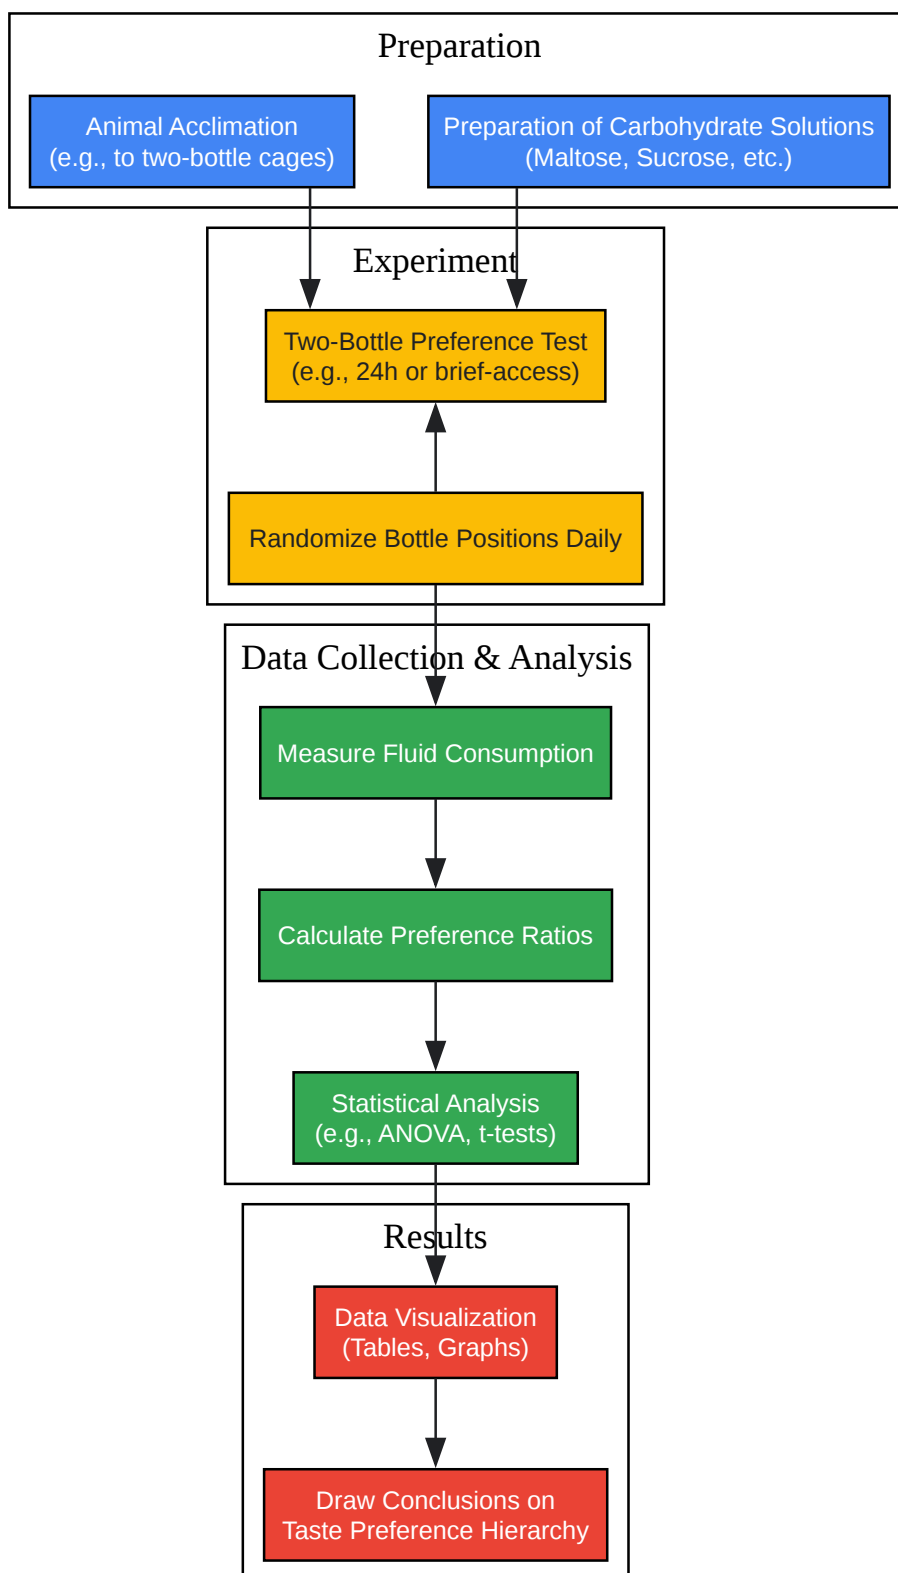 Preparation
Animal Acclimation
(e.g., to two-bottle cages)
Preparation of Carbohydrate Solutions
(Maltose, Sucrose, etc.)
Experiment
Two-Bottle Preference Test
(e.g., 24h or brief-access)
Randomize Bottle Positions Daily
Data Collection & Analysis
Measure Fluid Consumption
Calculate Preference Ratios
Statistical Analysis
(e.g., ANOVA, t-tests)
Results
Data Visualization
(Tables, Graphs)
Draw Conclusions on
Taste Preference Hierarchy